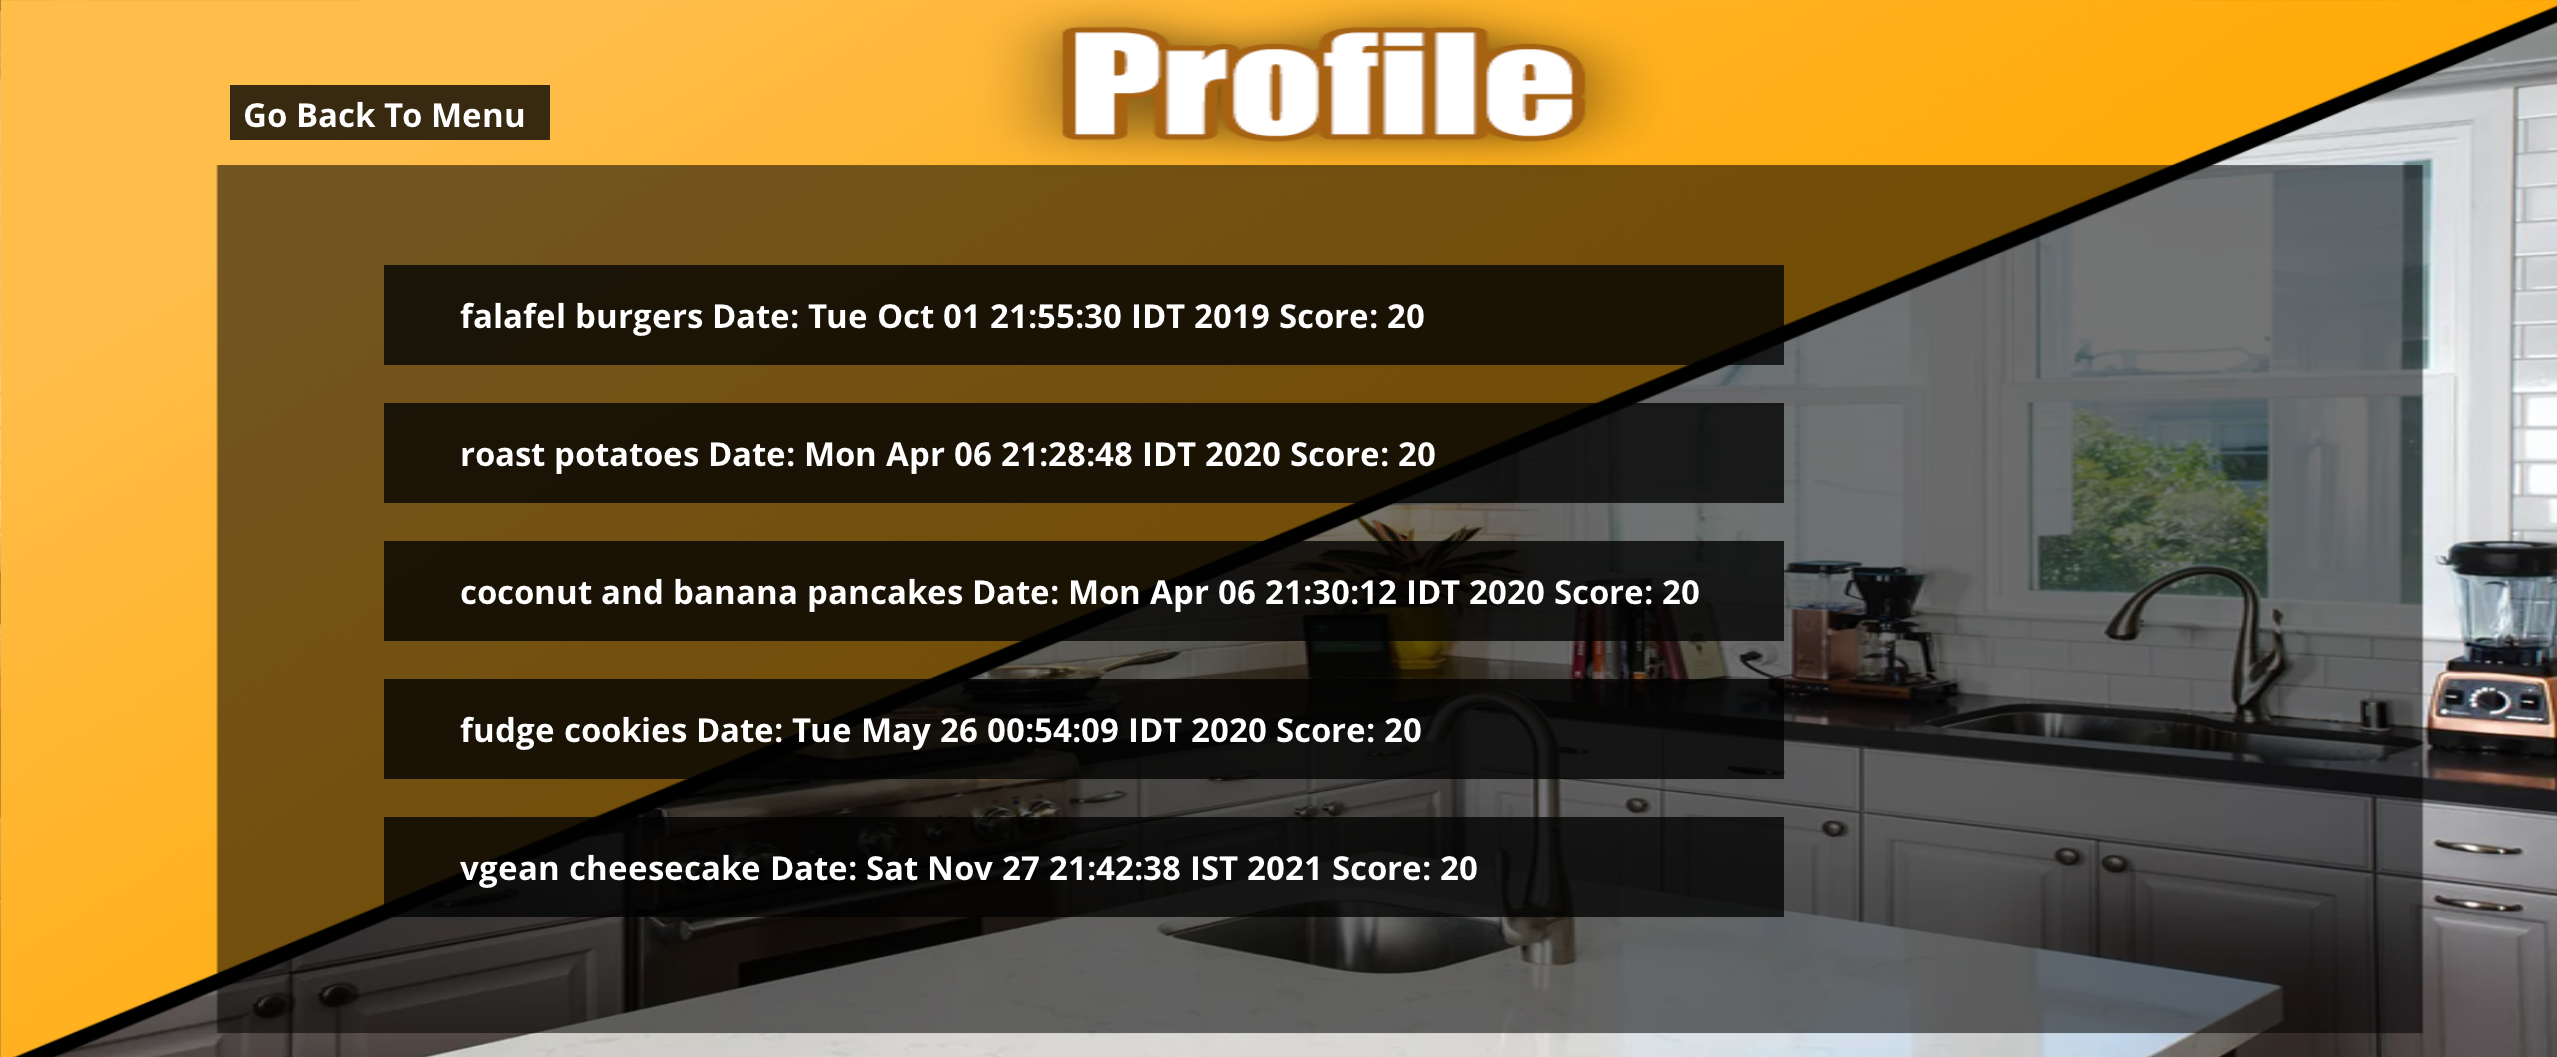 Profile
Go Back To Menu
falafel burgers Date: Tue Oct 01 21:55:30 IDT 2019 Score: 20
roast potatoes Date: Mon Apr 06 21:28:48 IDT 2020 Score: 20
coconut and banana pancakes Date: Mon Apr 06 21:30:12 IDT 2020 Score: 20
fudge cookies Date: Tue May 26 00:54:09 IDT 2020 Score: 20
vgean cheesecake Date: Sat Nov 27 21:42:38 IST 2021 Score: 20